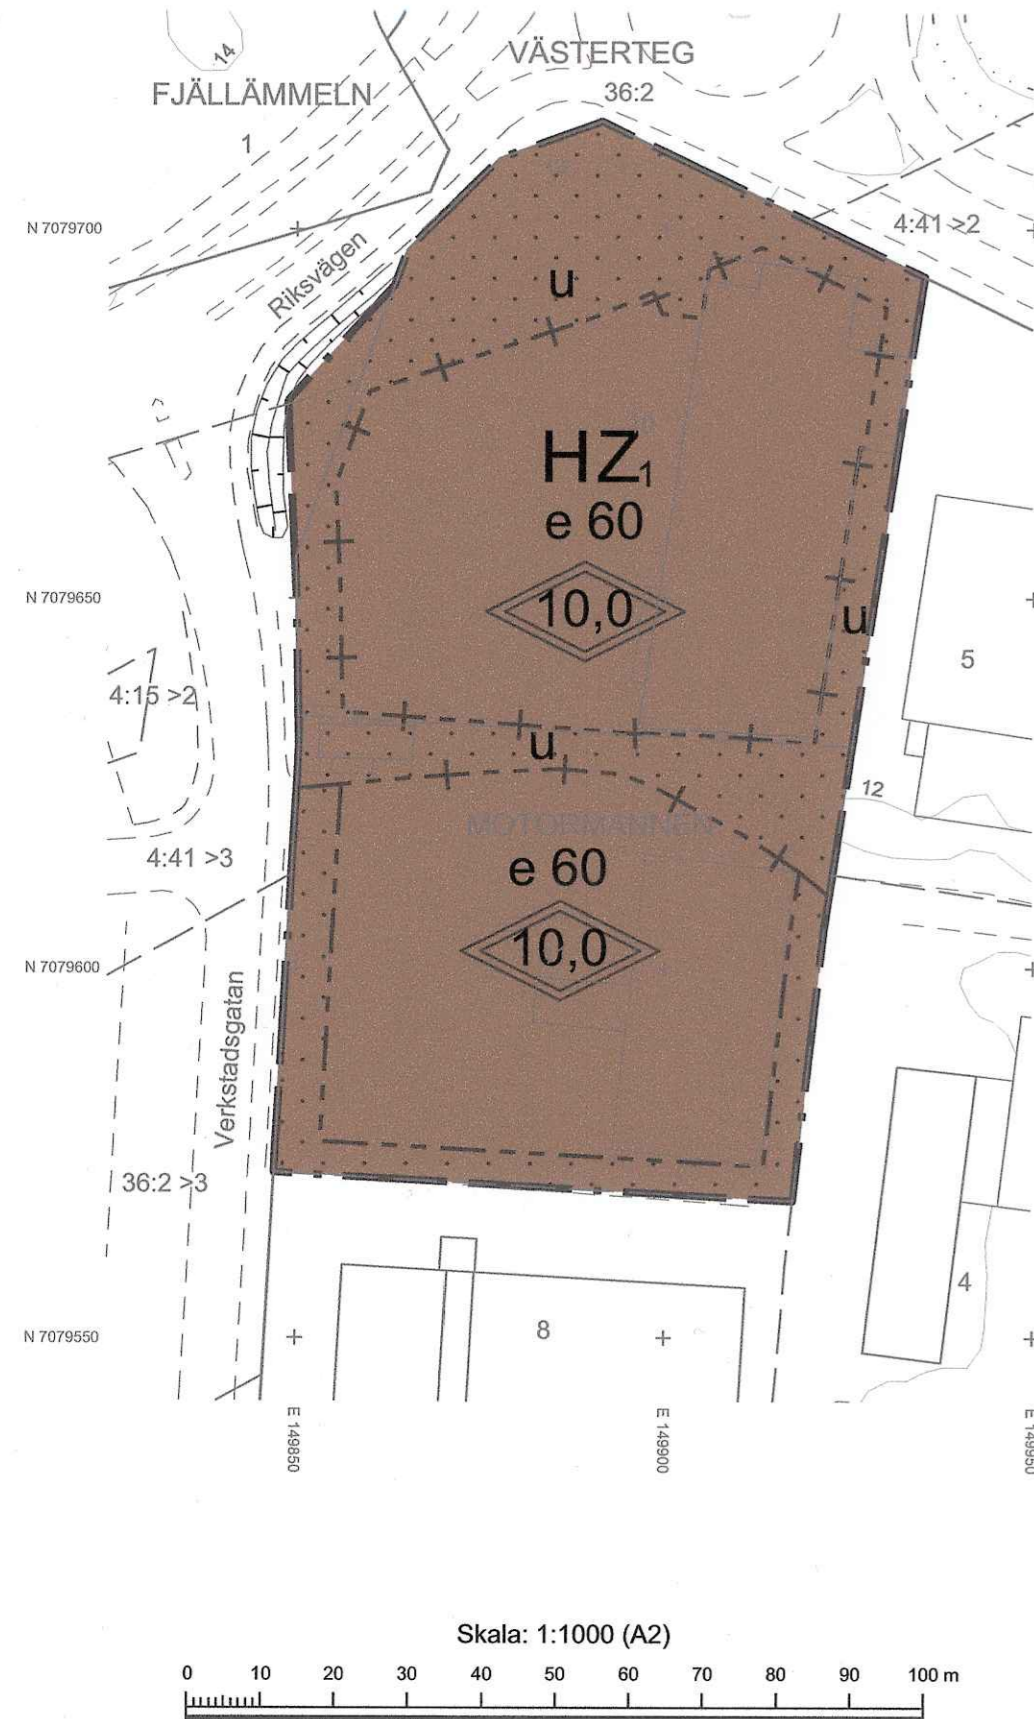 14
VÄSTERTEG
FJÄLLÄMMELN
36:2
1
N 7079700
4:41 >2
Riksvägen
u
HZ1
e 60
N 7079650
10,0
u
5
4:15 >2
u
12
MOTORMANNEN
4:41 >3
e 60
10,0
N 7079600
Verkstadsgatan
36:2 >3
4
8
N 7079550
E 149850
E 149900
E 149950
Skala: 1:1000 (A2)
0 10 20 30 40 50 60 70 80 90 100 m